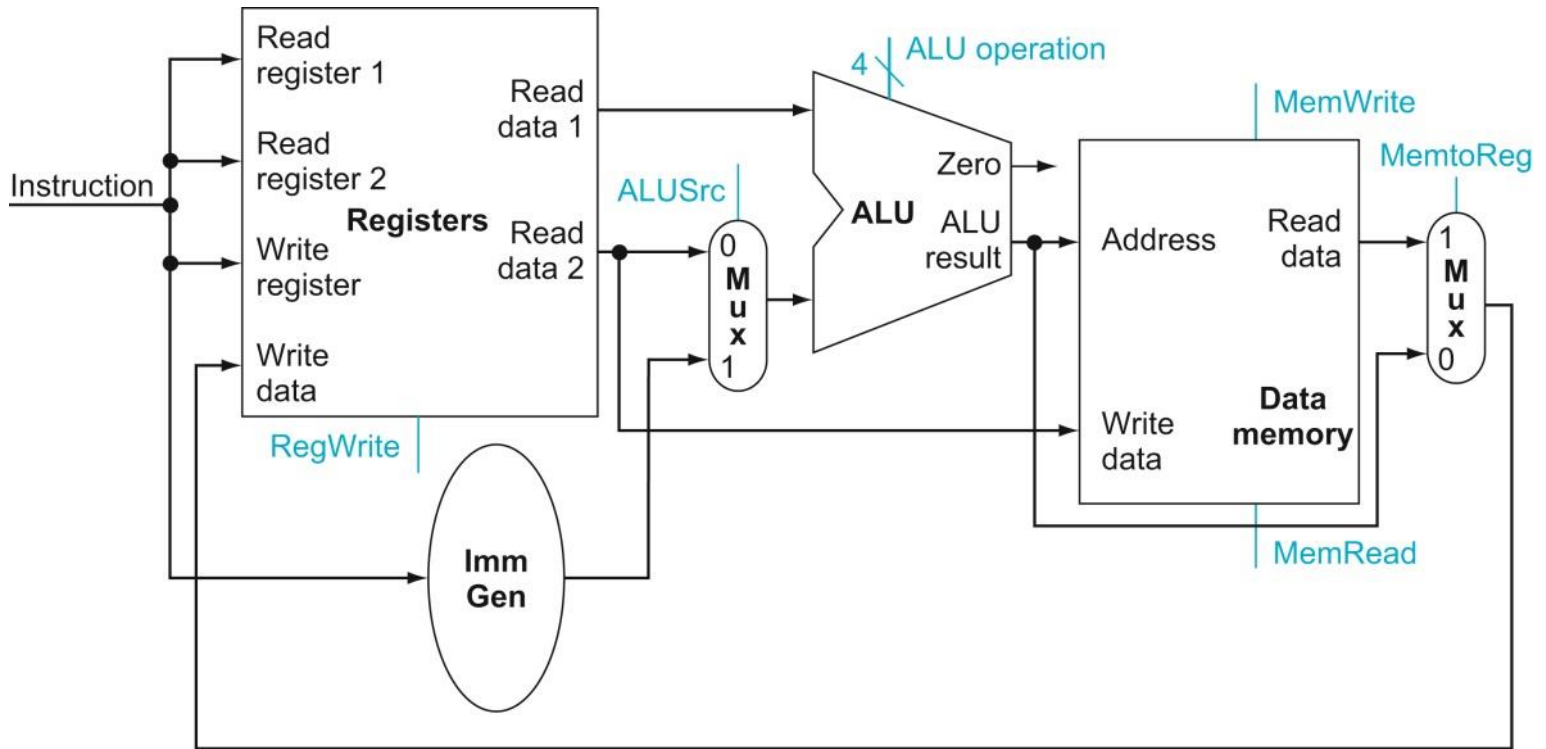 Instruction
Read
register 1
Read
register 2
Registers
Write
register
Write
data
Read
data 1
Read
data 2
RegWrite
Imm
Gen
ALUSrc
0
M
u
x
1
4
ALU operation
ALU
Zero
ALU
result
MemWrite
Address
Read
data
Write
data
Data
memory
MemRead
MemtoReg
1
M
u
x
0